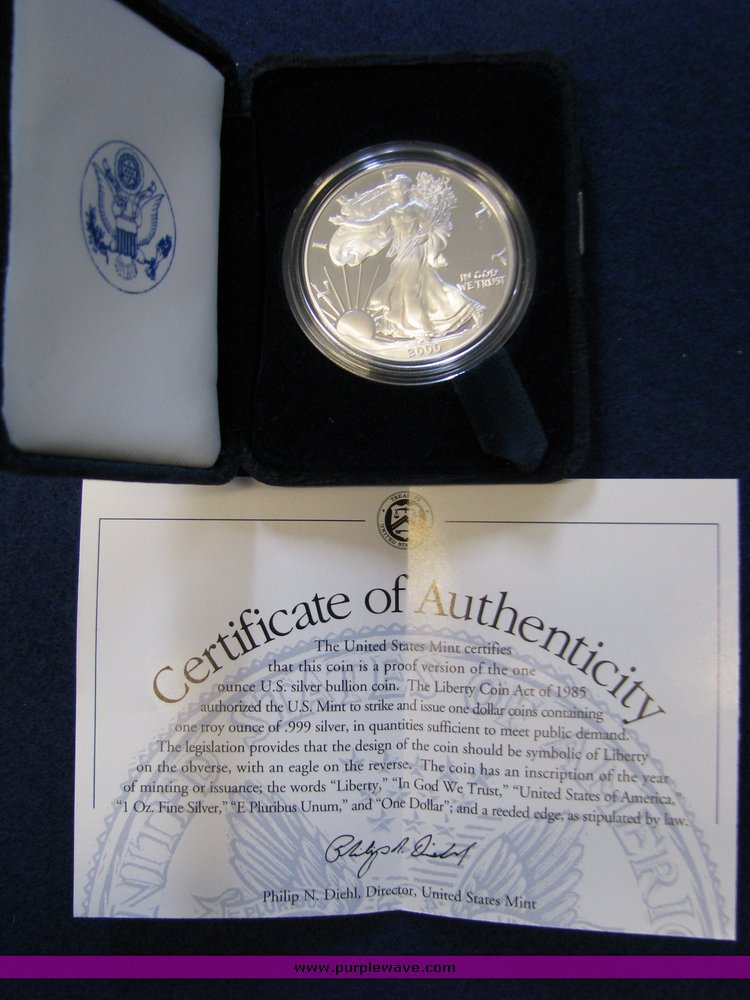 LIBERTY
IN GOD
WE TRUST
2000
Certificate of Authenticity
The United States Mint certifies
that this coin is a proof version of the one
ounce U.S. silver bullion coin. The Liberty Coin Act of 1985
authorized the U.S. Mint to strike and issue one dollar coins containing
one troy ounce of .999 silver, in quantities sufficient to meet public demand.
The legislation provides that the design of the coin should be symbolic of Liberty
on the obverse, with an eagle on the reverse. The coin has an inscription of the year
of minting or issuance; the words “Liberty,” “In God We Trust,” “United States of America,”
“1 Oz. Fine Silver,” “E Pluribus Unum,” and “One Dollar”; and a reeded edge, as stipulated by law.
Philip N. Diehl, Director, United States Mint
www.purplewave.com